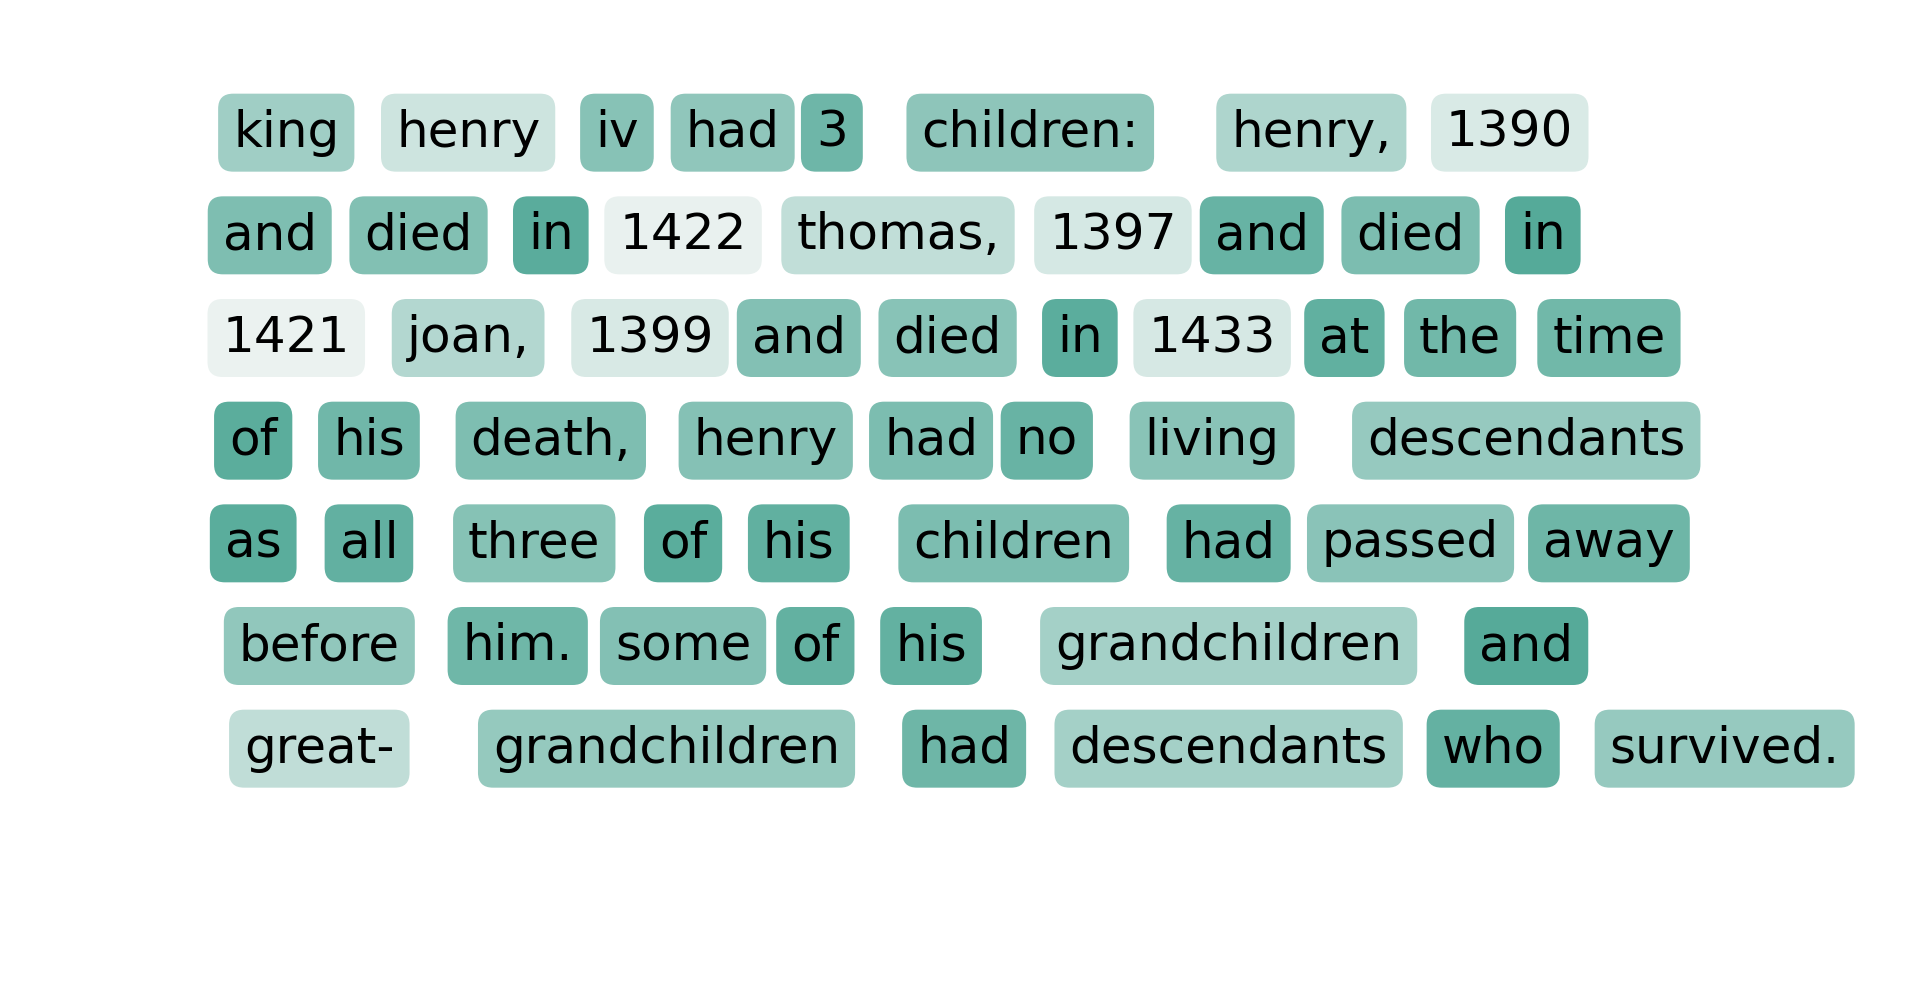 king henry iv had 3 children: henry, 1390
and died in 1422 thomas, 1397 and died in
1421 joan, 1399 and died in 1433 at the time
of his death, henry had no living descendants
as all three of his children had passed away
before him. some of his grandchildren and
great- grandchildren had descendants who survived.